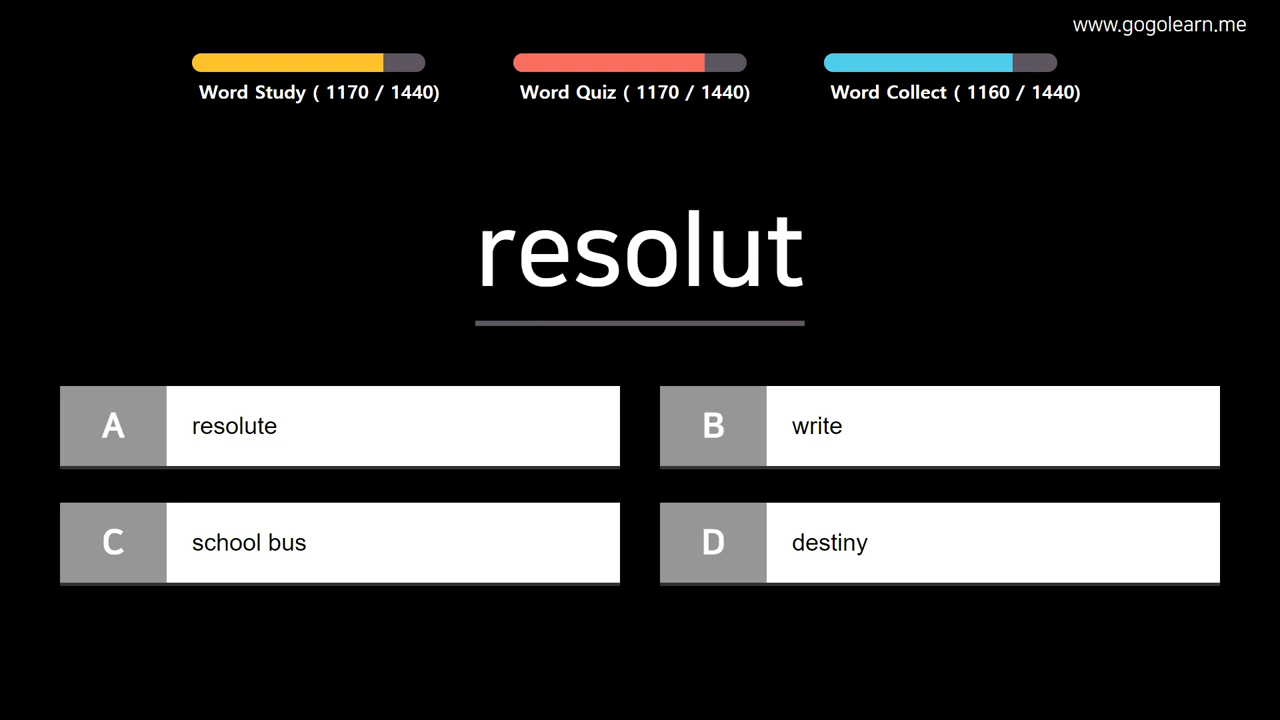 www.gogolearn.me
Word Study ( 1170 / 1440)
Word Quiz ( 1170 / 1440)
Word Collect ( 1160 / 1440)
resolut
A resolute
B write
C school bus
D destiny